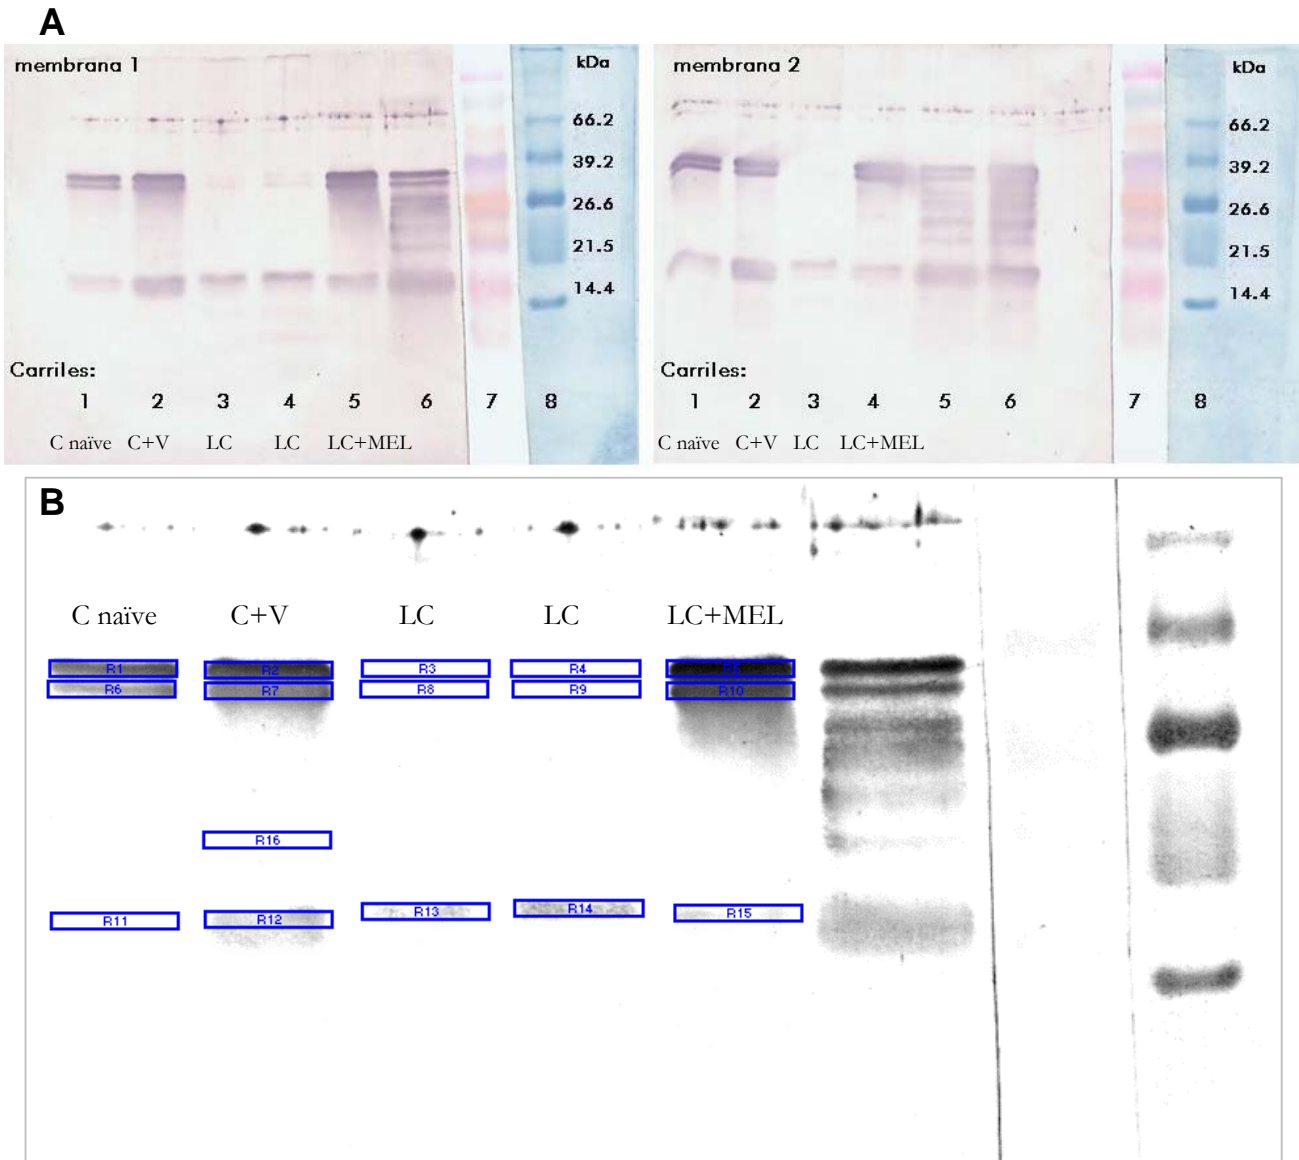 A
membrana 1
kDa
66.2
39.2
26.6
21.5
14.4
Carriles:
1 2 3 4 5 6 7 8
C naïve C+V LC LC LC+MEL
membrana 2
kDa
66.2
39.2
26.6
21.5
14.4
Carriles:
1 2 3 4 5 6 7 8
C naïve C+V LC LC+MEL
B
C naïve C+V LC LC LC+MEL
R1 R2 R3 R4 R5
R6 R7 R8 R9 R10
R16
R11 R12 R13 R14 R15